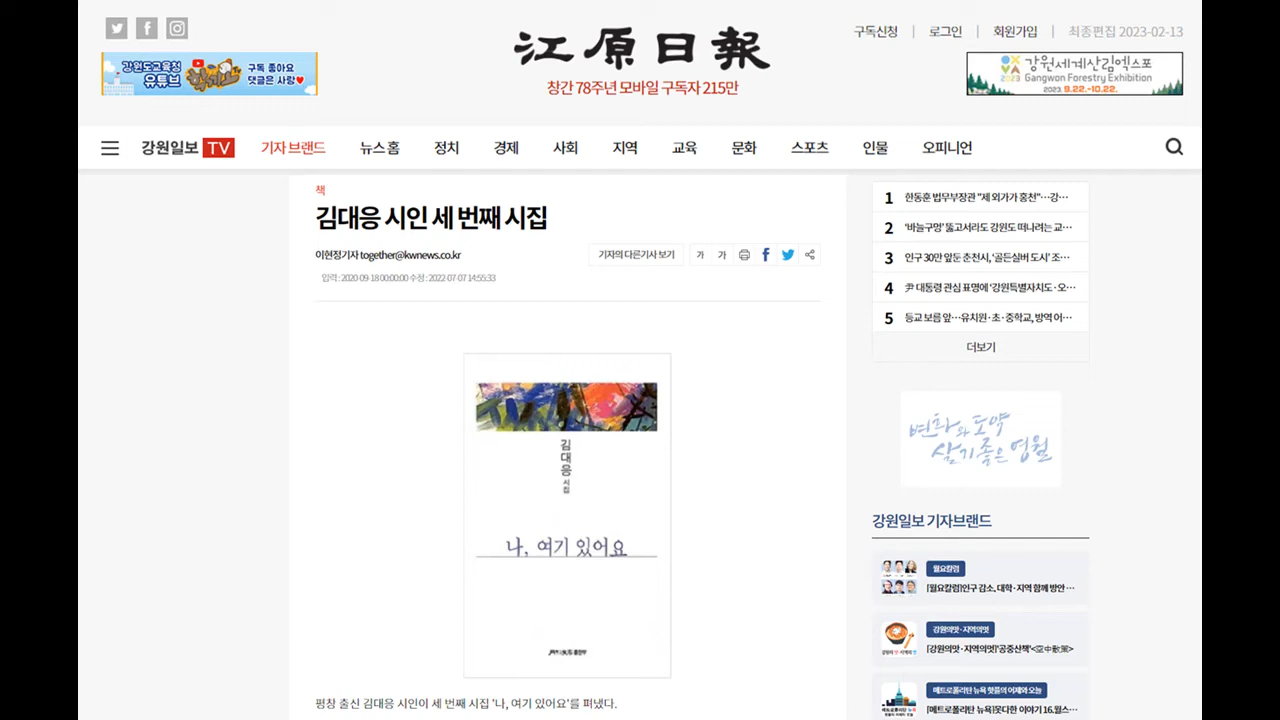 구독신청 | 로그인 | 회원가입 | 최종편집 2023-02-13
강원도교육청 유튜브
구독 좋아요
댓글은 사랑♥
江原日報
창간 78주년 모바일 구독자 215만
강원세계산림엑스포
2023
Gangwon Forestry Exhibition
2023. 9.22.-10.22.
강원일보 TV 기자 브랜드 뉴스홈 정치 경제 사회 지역 교육 문화 스포츠 인물 오피니언
책
김대응 시인 세 번째 시집
이현정기자 together@kwnews.co.kr
기자의 다른기사 보기 가 가
입력 : 2020-09-18 00:00:00 수정 : 2022-07-07 14:55:33
김대응 시집
나, 여기 있어요
평창 출신 김대응 시인이 세 번째 시집 '나, 여기 있어요'를 펴냈다.
1 한동훈 법무부장관 "제 외가가 홍천"…강…
2 '바늘구멍' 뚫고서라도 강원도 떠나려는 교…
3 인구 30만 앞둔 춘천시, '골든실버 도시' 조…
4 尹 대통령 관심 표명에 '강원특별자치도·오…
5 등교 보름 앞…유치원·초·중학교, 방역 어…
더보기
변화와 도약
살기좋은 영월
강원일보 기자브랜드
월요칼럼
[월요칼럼]인구 감소, 대학·지역 함께 방안 …
강원의맛·지역의멋
[강원의맛·지역의멋]'공중산책'<空中散策>
메트로폴리탄 뉴욕 핫플의 어제와 오늘
[메트로폴리탄 뉴욕]못다한 이야기 16.월스…